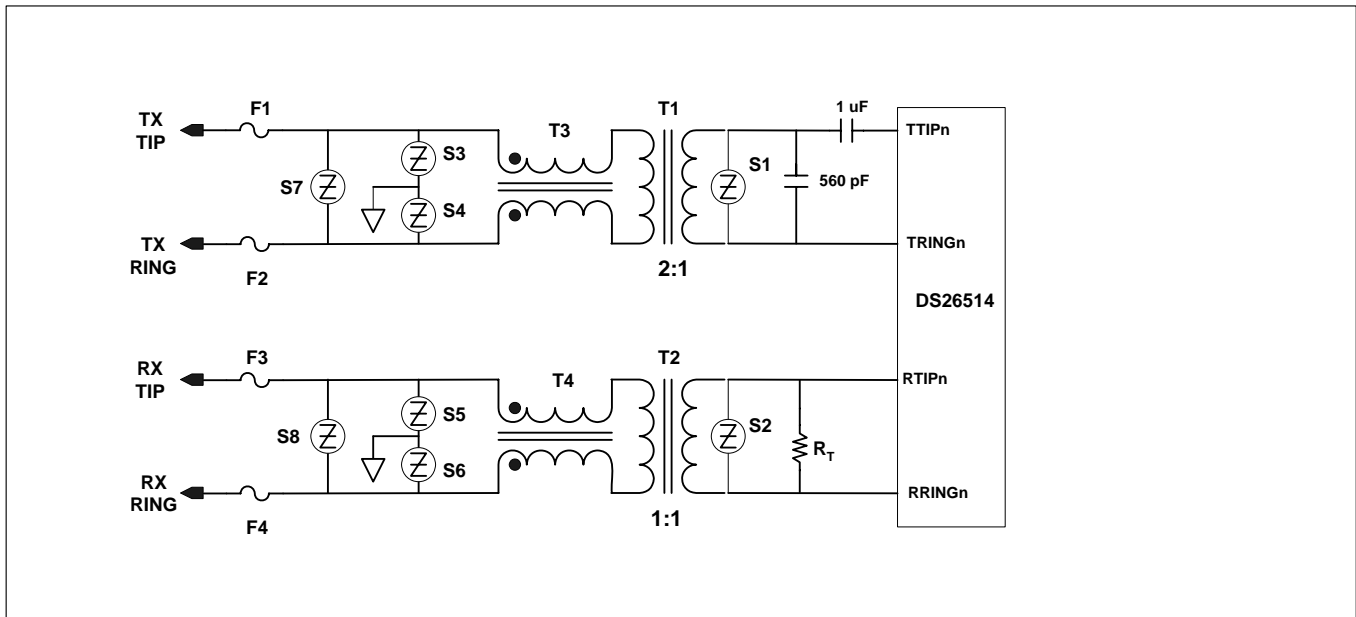 TX
TIP
F1
T3
T1
1 uF
TTIPn
S3
S7
S1
560 pF
S4
TX
RING
F2
2:1
TRINGn
DS26514
RX
TIP
F3
T4
T2
RTIPn
S5
S8
S2
RT
S6
RX
RING
F4
1:1
RRINGn